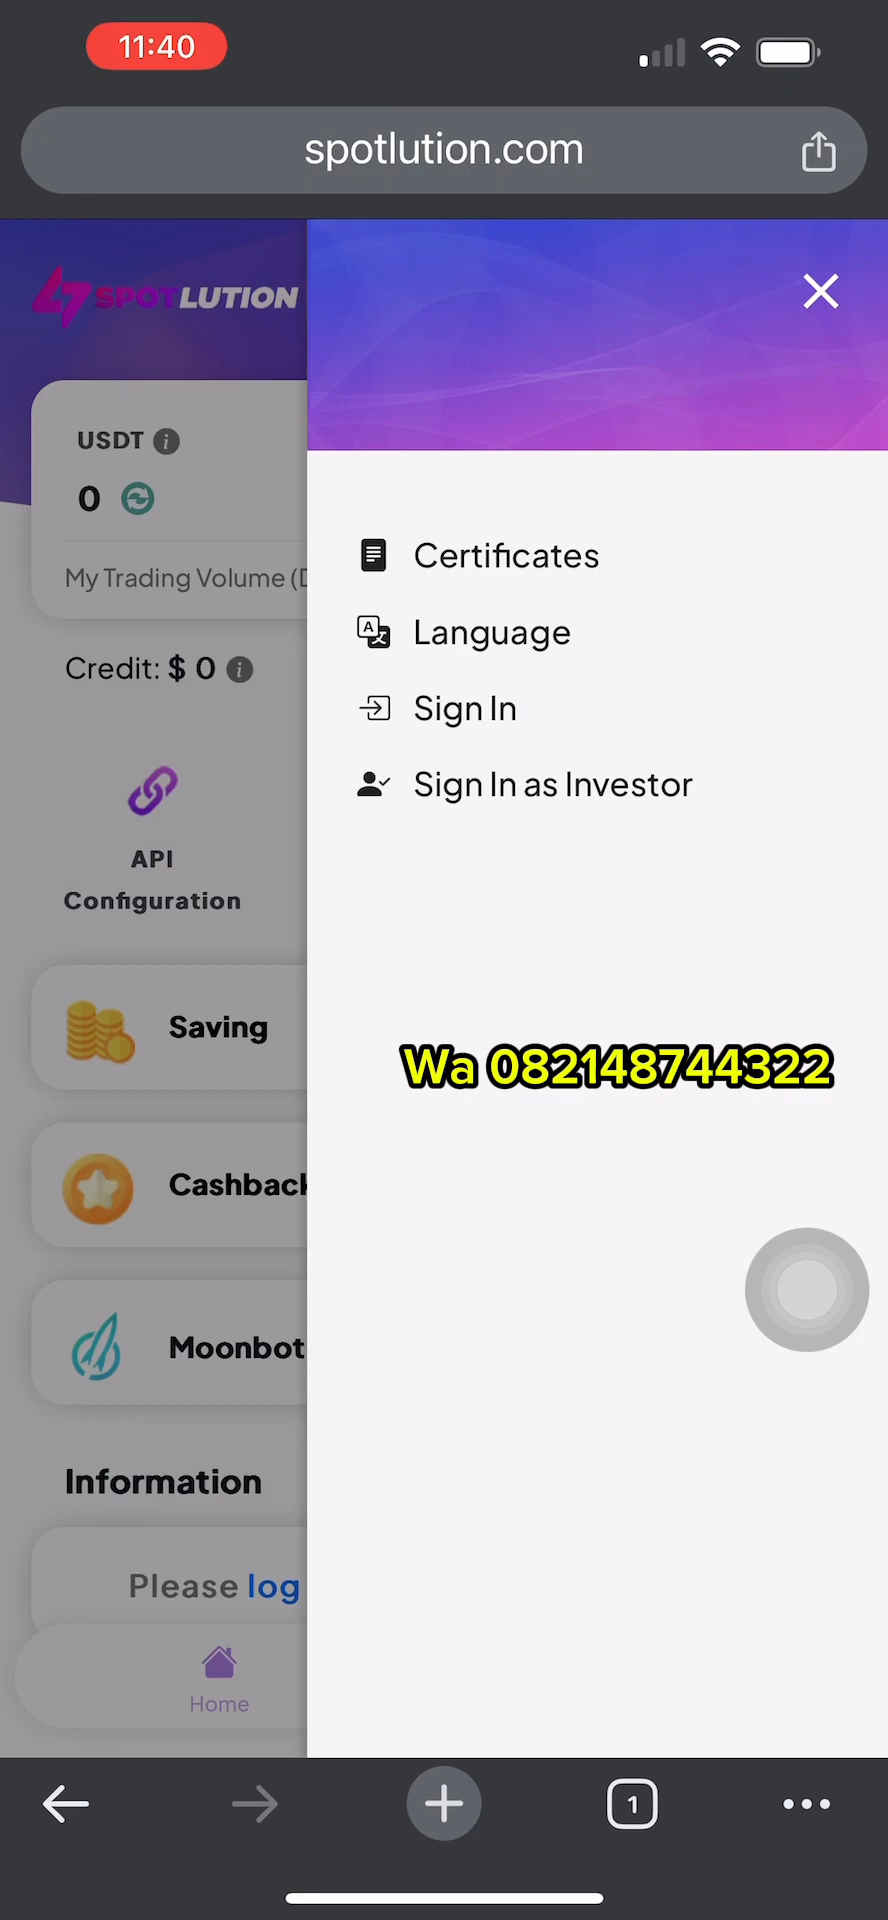 11:40
spotlution.com
SPOTLUTION
USDT
0
My Trading Volume (
Credit: $ 0
API
Configuration
Saving
Cashback
Moonbot
Information
Please log
Home
Certificates
Language
Sign In
Sign In as Investor
Wa 082148744322
1